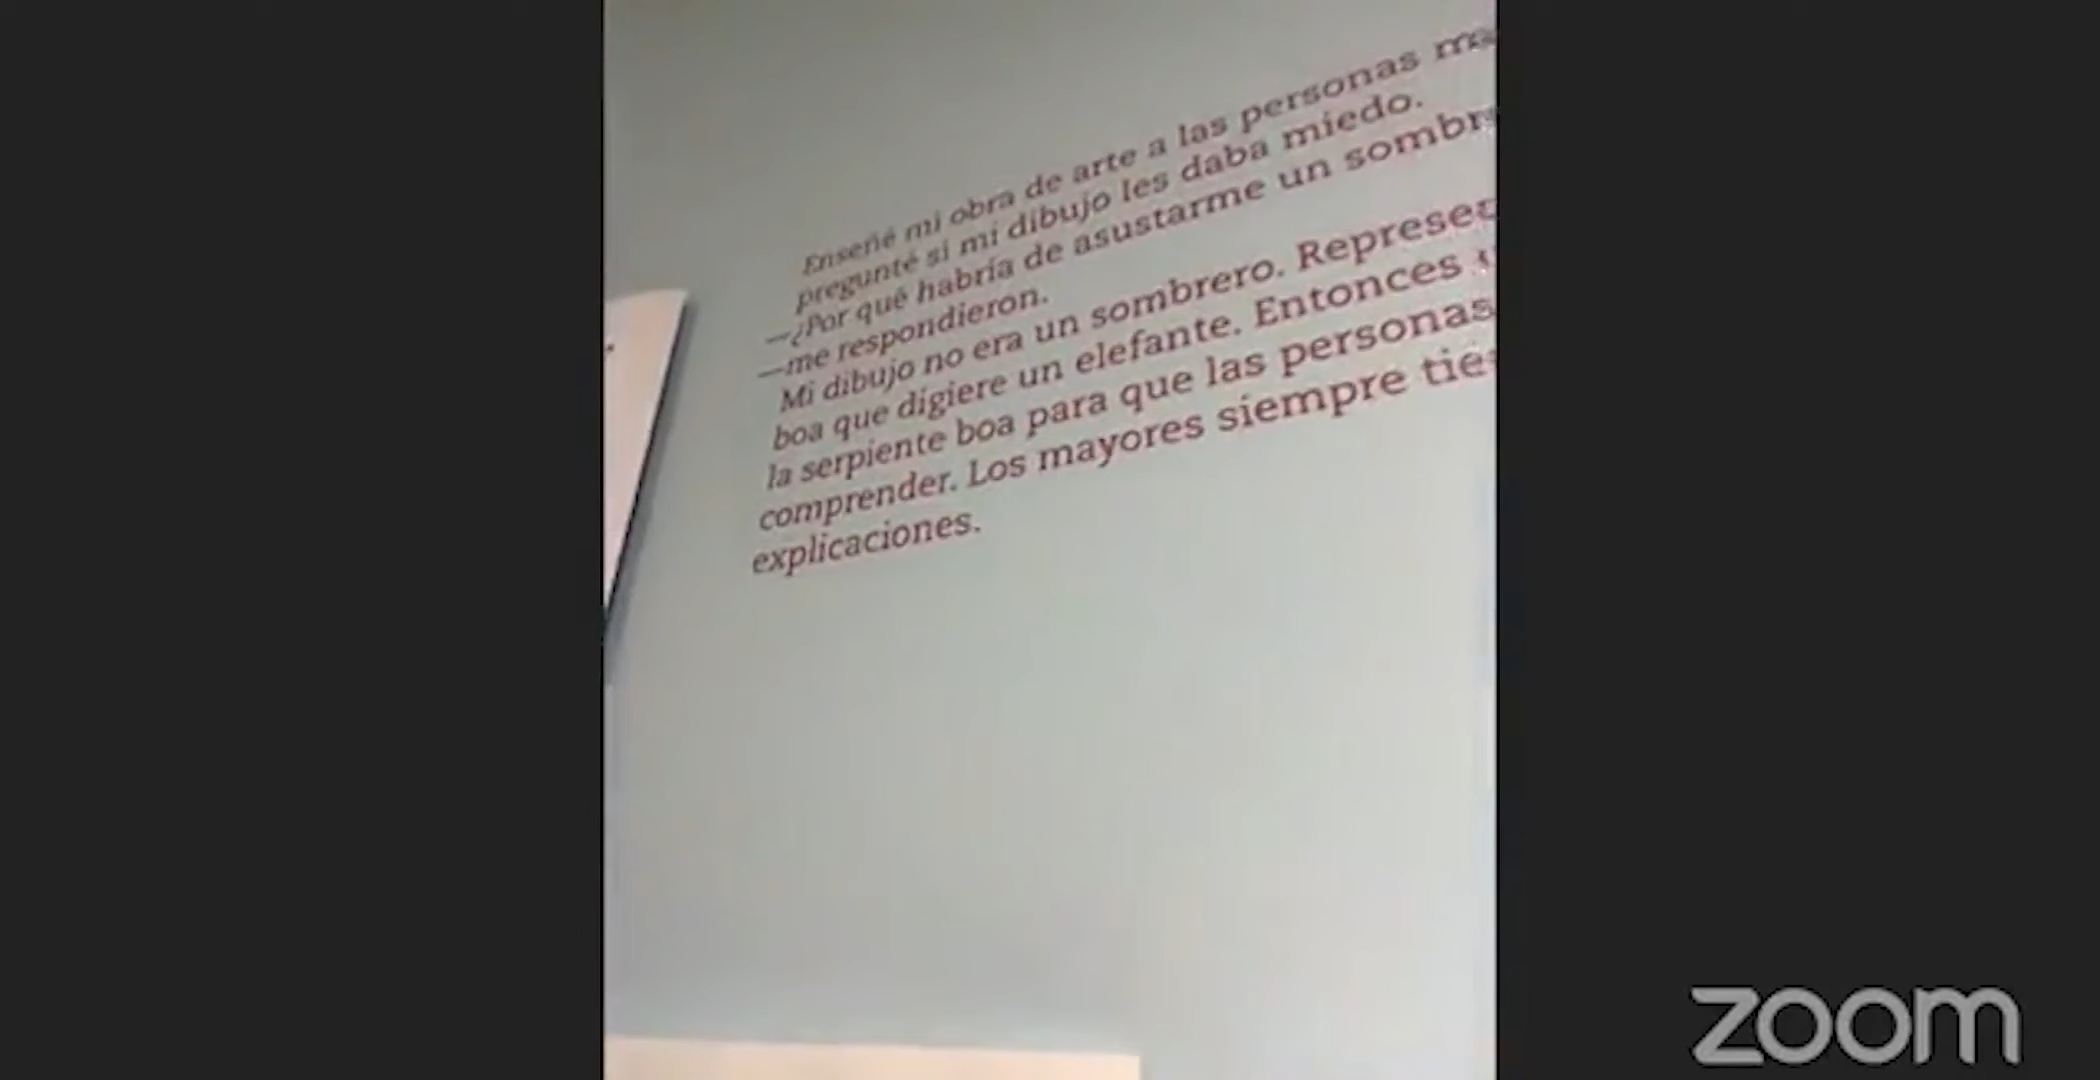 Enseñé mi obra de arte a las personas
pregunté si mi dibujo les daba miedo.
—¿Por qué habría de asustarme un
—me respondieron.
Mi dibujo no era un sombrero.
boa que digiere un elefante. Entonces
la serpiente boa para que las personas
comprender. Los mayores siempre
explicaciones.
zoom